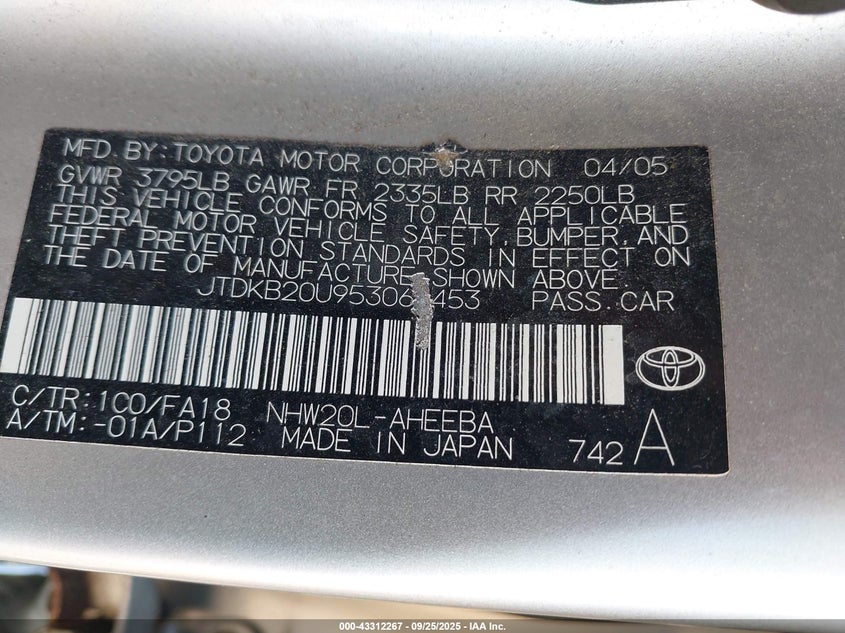 MFD BY:TOYOTA MOTOR CORPORATION 04/05
GVWR 3795LB GAWR FR 2335LB RR 2250LB
THIS VEHICLE CONFORMS TO ALL APPLICABLE
FEDERAL MOTOR VEHICLE SAFETY,BUMPER,AND
THEFT PREVENTION STANDARDS IN EFFECT ON
THE DATE OF MANUFACTURE SHOWN ABOVE.
PASS.CAR
C/TR:1C0/FA18 NHW20L-AHEEBA
A/TM:-01A/P112 MADE IN JAPAN 742 A
000-43312267 - 09/25/2025 - IAA Inc.